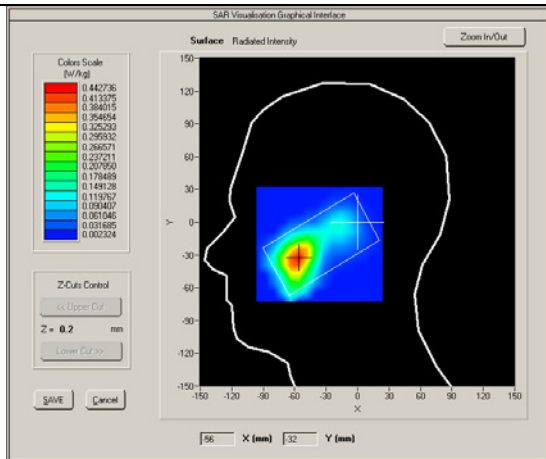 SAR Visualisation Graphical Interface
Surface Radiated Intensity
Zoom In/Out
Colors Scale
(W/kg)
0.442736
0.413375
0.384015
0.354654
0.325293
0.295932
0.266571
0.237211
0.207850
0.178489
0.149128
0.119767
0.090407
0.061046
0.031685
0.002324
Z-Cuts Control
<< Upper Cut
Z = 0.2 mm
Lower Cut >>
SAVE
Cancel
150-
120-
90-
60-
30-
0-
-30-
-60-
-90-
-120-
-150-
Y
-150 -120 -90 -60 -30 0 30 60 90 120 150
X
-56 X (mm) -32 Y (mm)